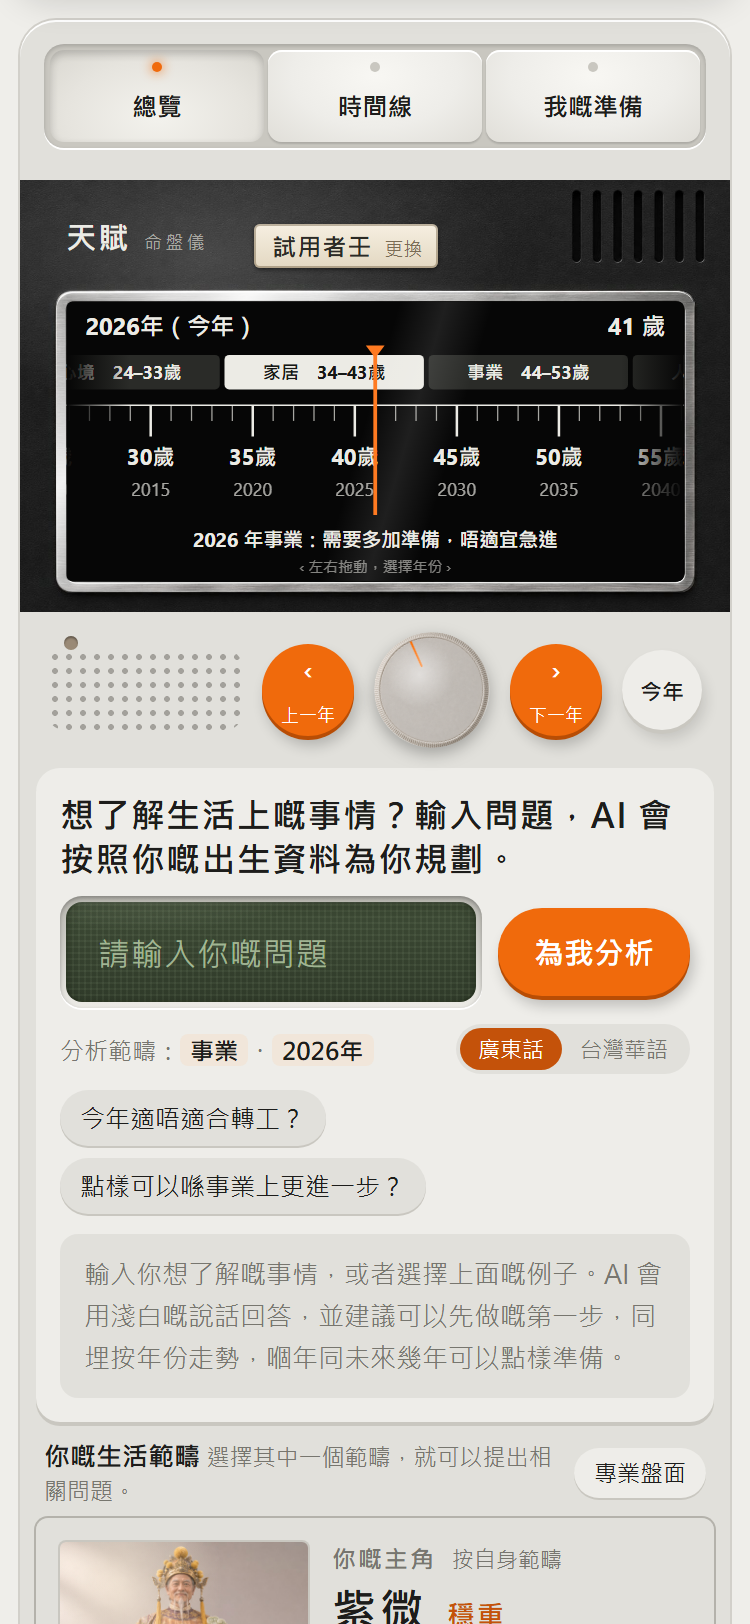 總覽
時間線
我嘅準備
天賦 命盤儀
試用者王 更換
2026年（今年）
41 歲
境 24–33歲
家居 34–43歲
事業 44–53歲
30歲 35歲 40歲 45歲 50歲 55歲
2015 2020 2025 2030 2035 2040
2026 年事業：需要多加準備，唔適宜急進
‹ 左右拖動，選擇年份 ›
‹ 上一年
› 下一年
今年
想了解生活上嘅事情？輸入問題，AI 會
按照你嘅出生資料為你規劃。
請輸入你嘅問題
為我分析
分析範疇： 事業 · 2026年
廣東話 台灣華語
今年適唔適合轉工？
點樣可以喺事業上更進一步？
輸入你想了解嘅事情，或者選擇上面嘅例子。AI 會
用淺白嘅說話回答，並建議可以先做嘅第一步，同
埋按年份走勢，嗰年同未來幾年可以點樣準備。
你嘅生活範疇 選擇其中一個範疇，就可以提出相
關問題。
專業盤面
你嘅主角 按自身範疇
紫微 穩重